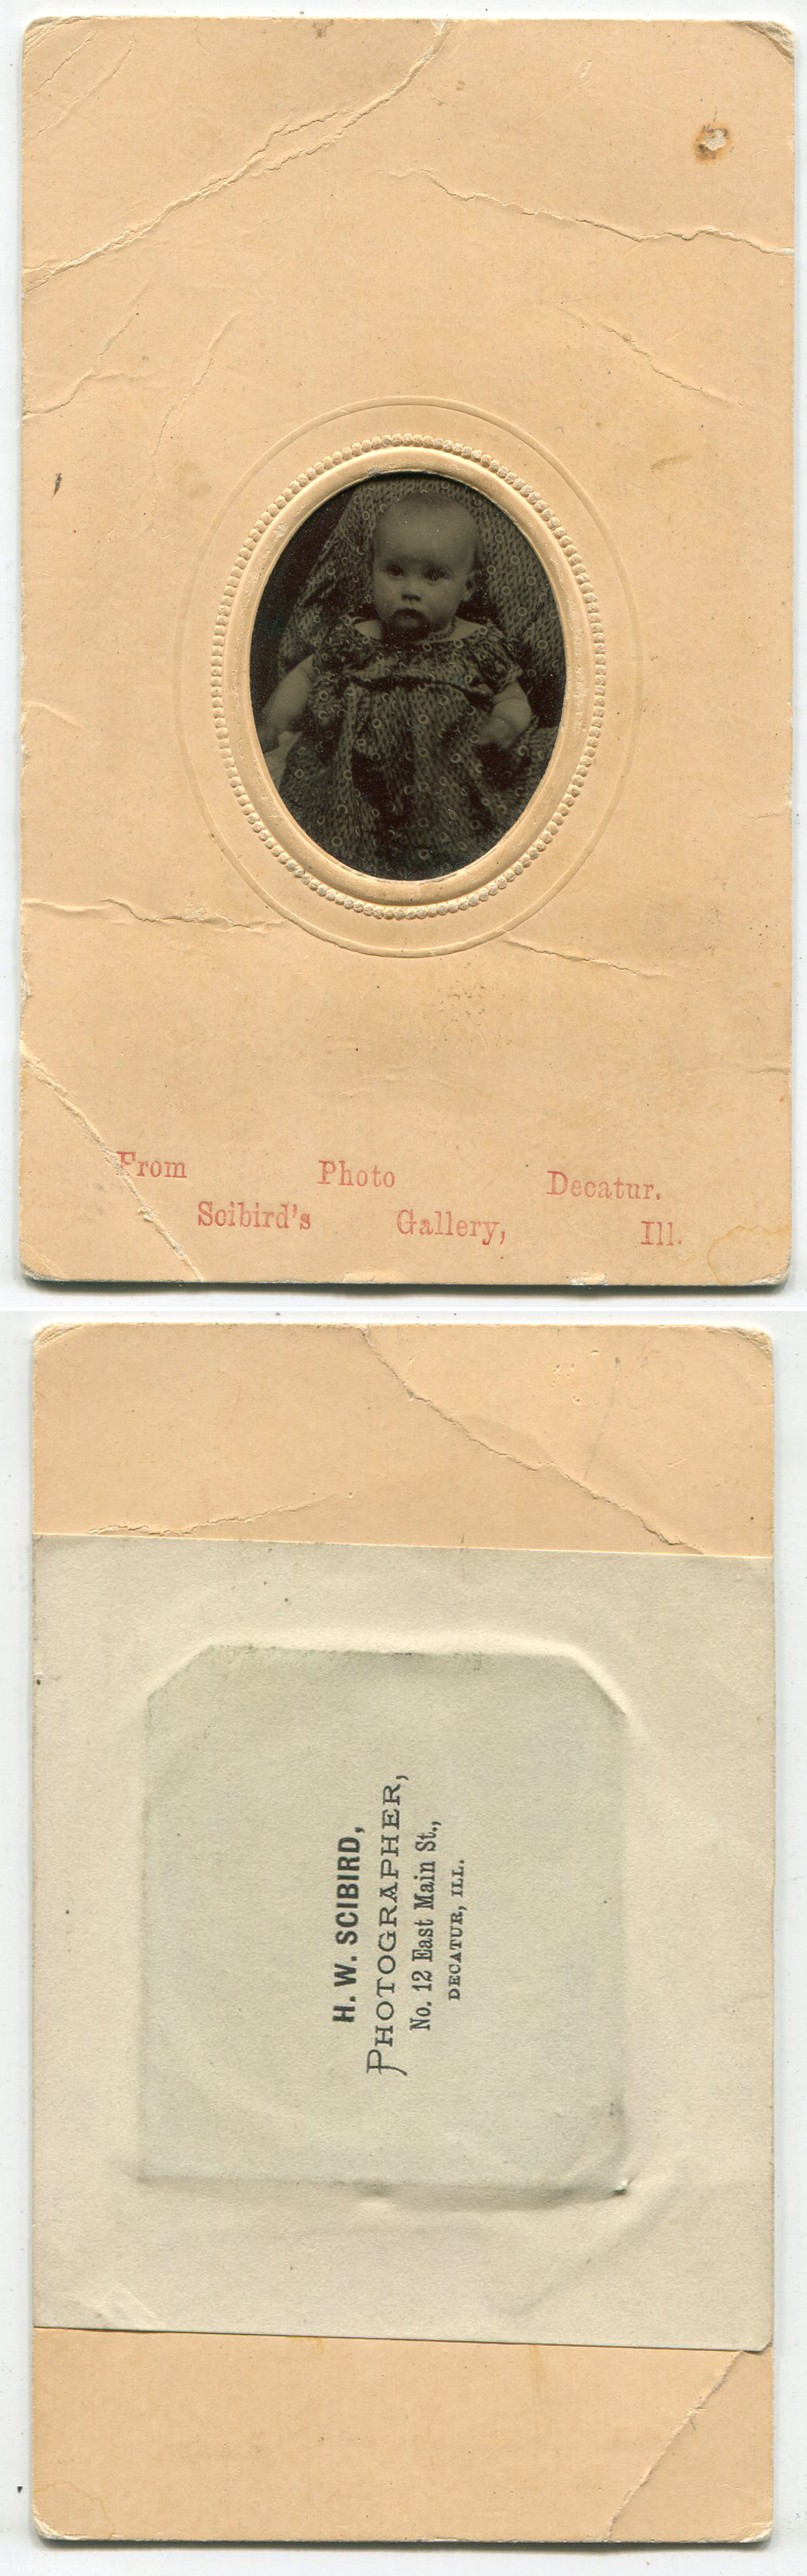 From Photo Decatur.
Scibird's Gallery, Ill.
H. W. SCIBIRD,
PHOTOGRAPHER,
No. 12 East Main St.,
DECATUR, ILL.